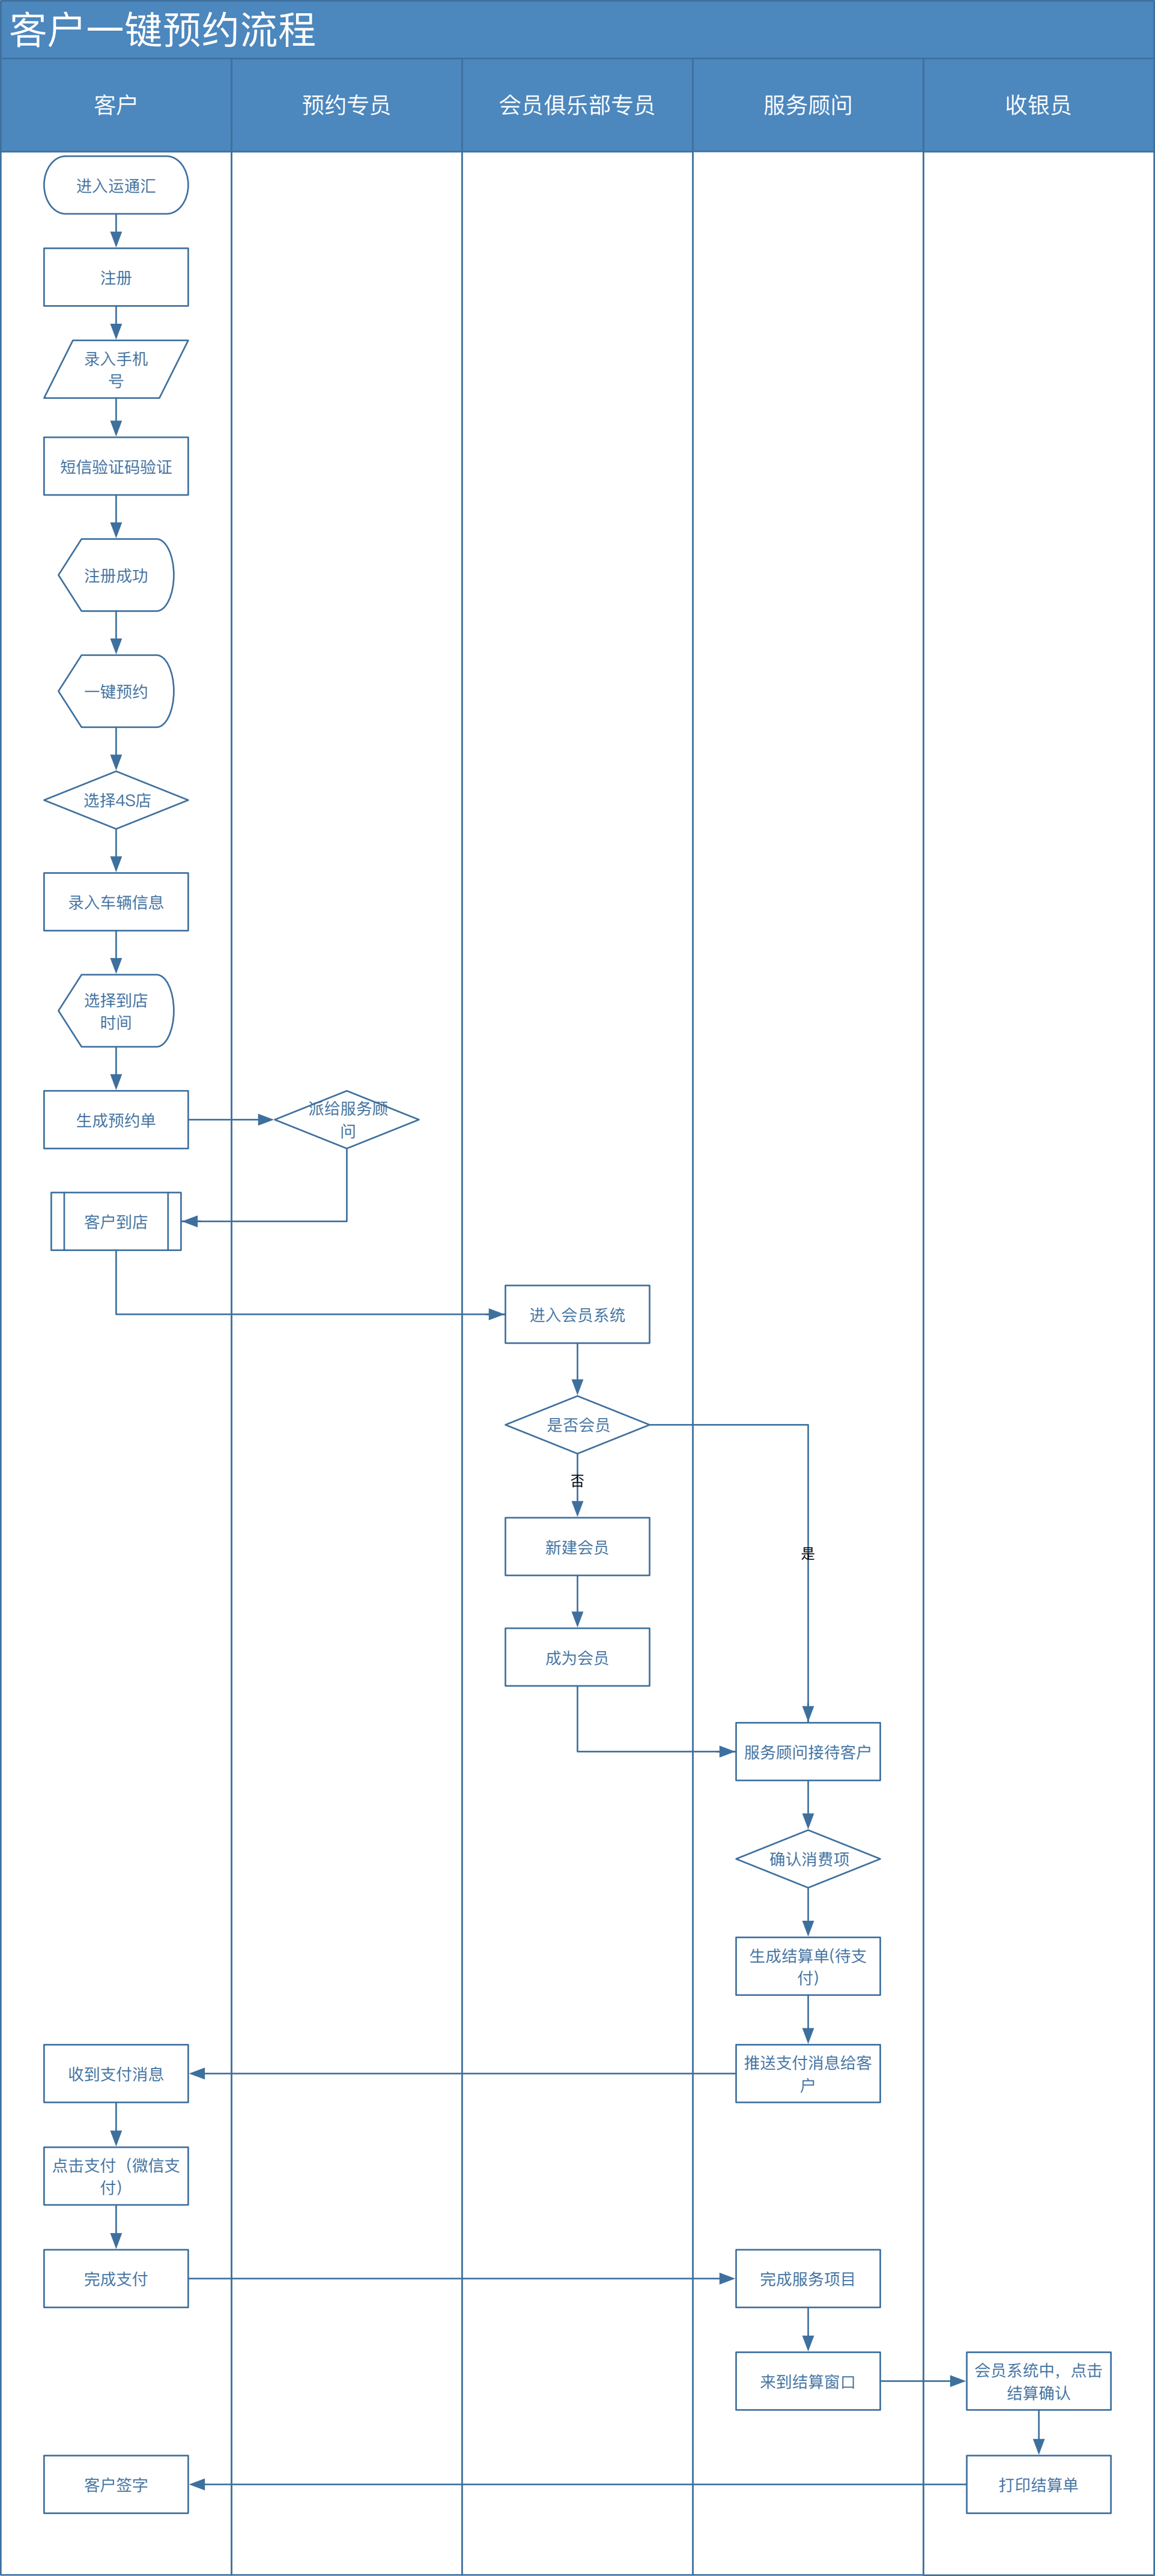 客户一键预约流程
客户
预约专员
会员俱乐部专员
服务顾问
收银员
进入运通汇
注册
录入手机
号
短信验证码验证
注册成功
一键预约
选择4S店
录入车辆信息
选择到店
时间
生成预约单
派给服务顾
问
客户到店
进入会员系统
是否会员
否
新建会员
是
成为会员
服务顾问接待客户
确认消费项
生成结算单(待支
付)
推送支付消息给客
户
收到支付消息
点击支付（微信支
付）
完成支付
完成服务项目
来到结算窗口
会员系统中，点击
结算确认
打印结算单
客户签字